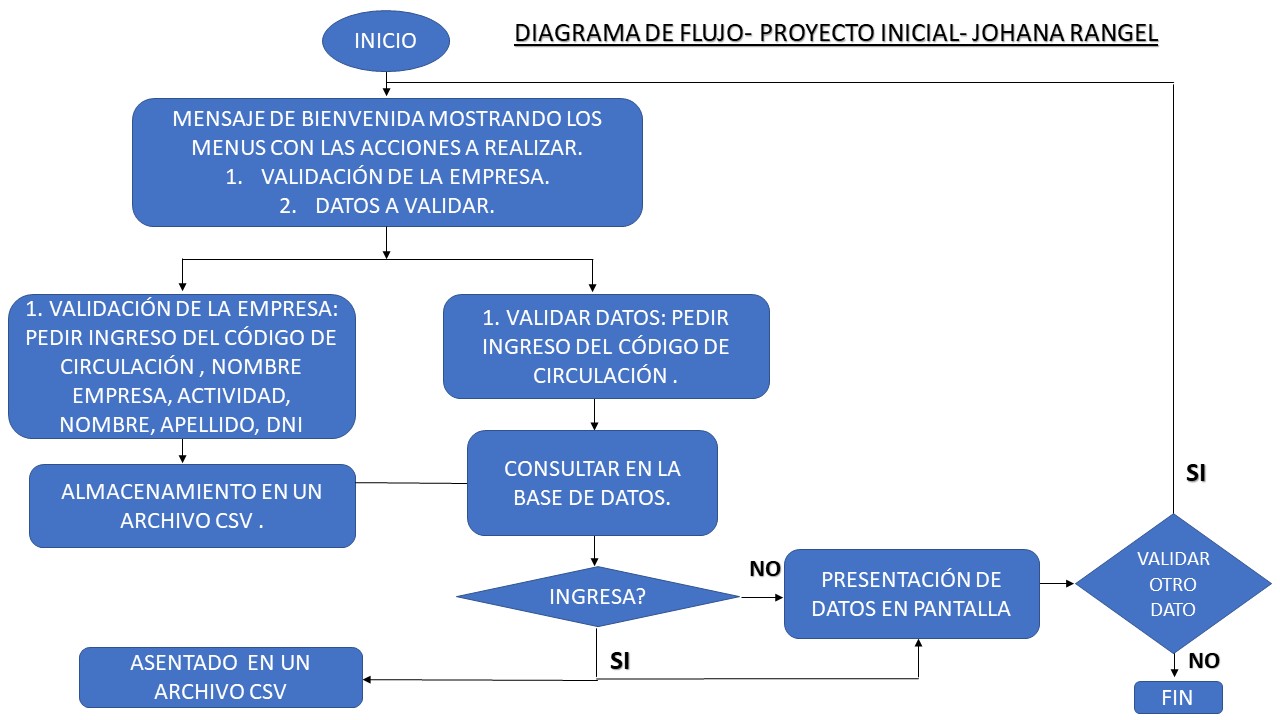 INICIO
DIAGRAMA DE FLUJO- PROYECTO INICIAL- JOHANA RANGEL
MENSAJE DE BIENVENIDA MOSTRANDO LOS
MENUS CON LAS ACCIONES A REALIZAR.
1. VALIDACIÓN DE LA EMPRESA.
2. DATOS A VALIDAR.
1. VALIDACIÓN DE LA EMPRESA:
PEDIR INGRESO DEL CÓDIGO DE
CIRCULACIÓN , NOMBRE
EMPRESA, ACTIVIDAD,
NOMBRE, APELLIDO, DNI
1. VALIDAR DATOS: PEDIR
INGRESO DEL CÓDIGO DE
CIRCULACIÓN .
ALMACENAMIENTO EN UN
ARCHIVO CSV .
CONSULTAR EN LA
BASE DE DATOS.
INGRESA?
NO
PRESENTACIÓN DE
DATOS EN PANTALLA
SI
VALIDAR
OTRO
DATO
SI
ASENTADO EN UN
ARCHIVO CSV
NO
FIN